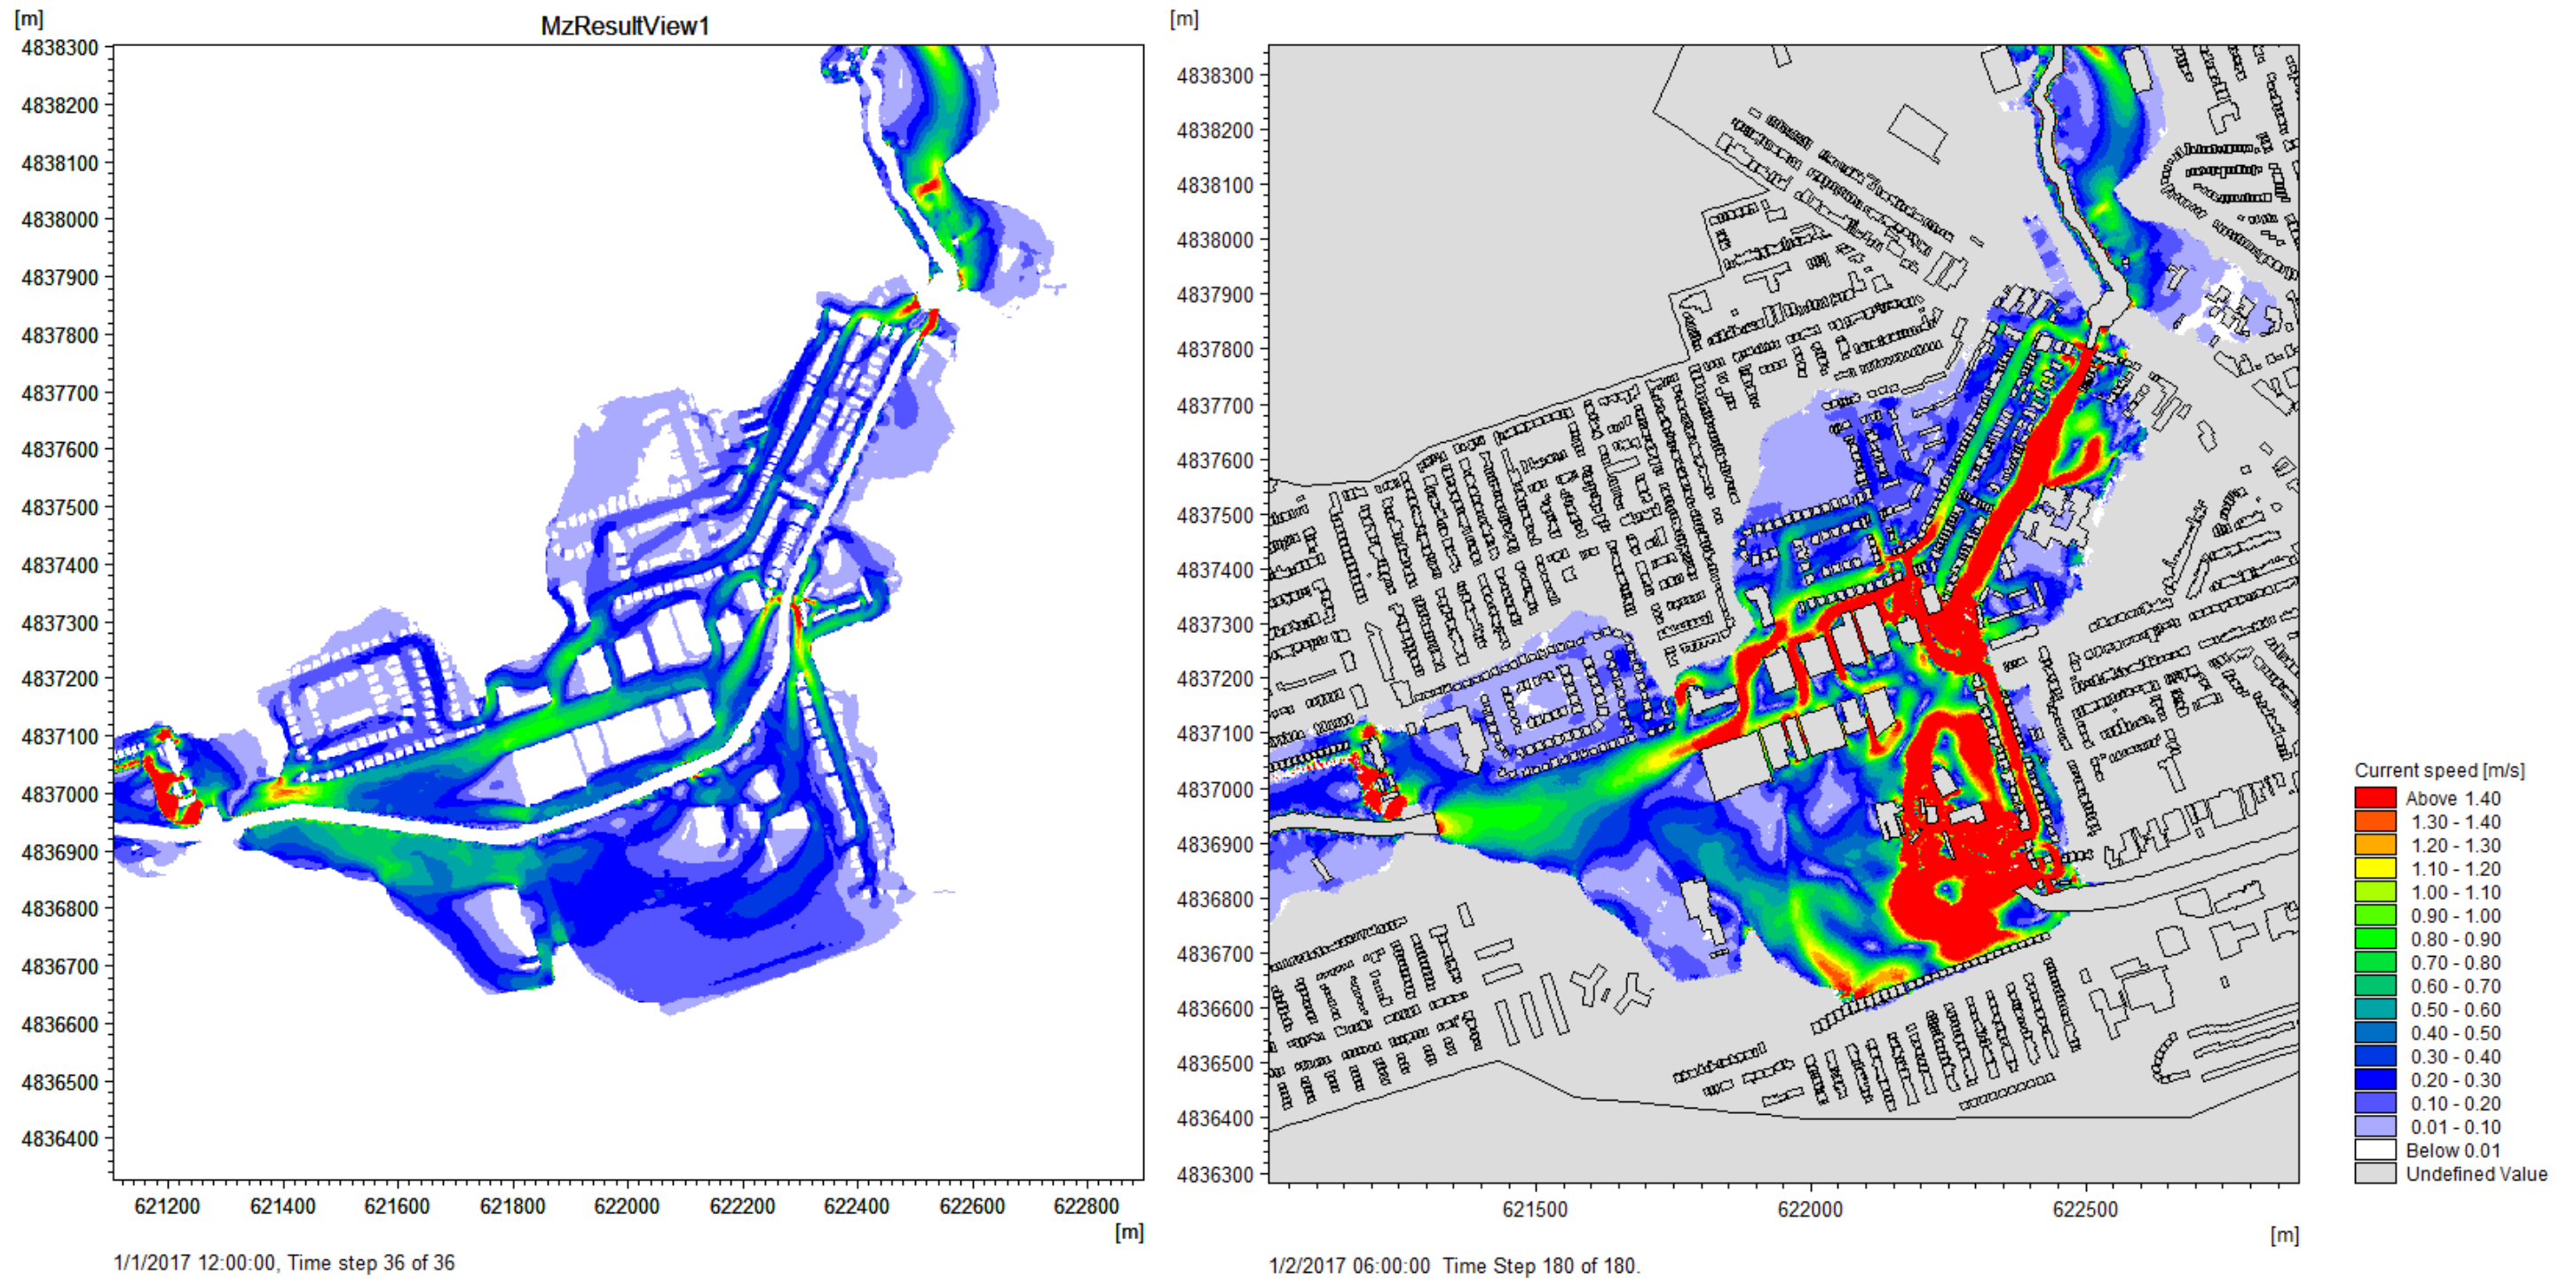 [m]
MzResultView1
4838300
4838200
4838100
4838000
4837900
4837800
4837700
4837600
4837500
4837400
4837300
4837200
4837100
4837000
4836900
4836800
4836700
4836600
4836500
4836400
621200 621400 621600 621800 622000 622200 622400 622600 622800
[m]
1/1/2017 12:00:00, Time step 36 of 36
[m]
4838300
4838200
4838100
4838000
4837900
4837800
4837700
4837600
4837500
4837400
4837300
4837200
4837100
4837000
4836900
4836800
4836700
4836600
4836500
4836400
4836300
621500 622000 622500
[m]
1/2/2017 06:00:00 Time Step 180 of 180.
Current speed [m/s]
Above 1.40
1.30 - 1.40
1.20 - 1.30
1.10 - 1.20
1.00 - 1.10
0.90 - 1.00
0.80 - 0.90
0.70 - 0.80
0.60 - 0.70
0.50 - 0.60
0.40 - 0.50
0.30 - 0.40
0.20 - 0.30
0.10 - 0.20
0.01 - 0.10
Below 0.01
Undefined Value